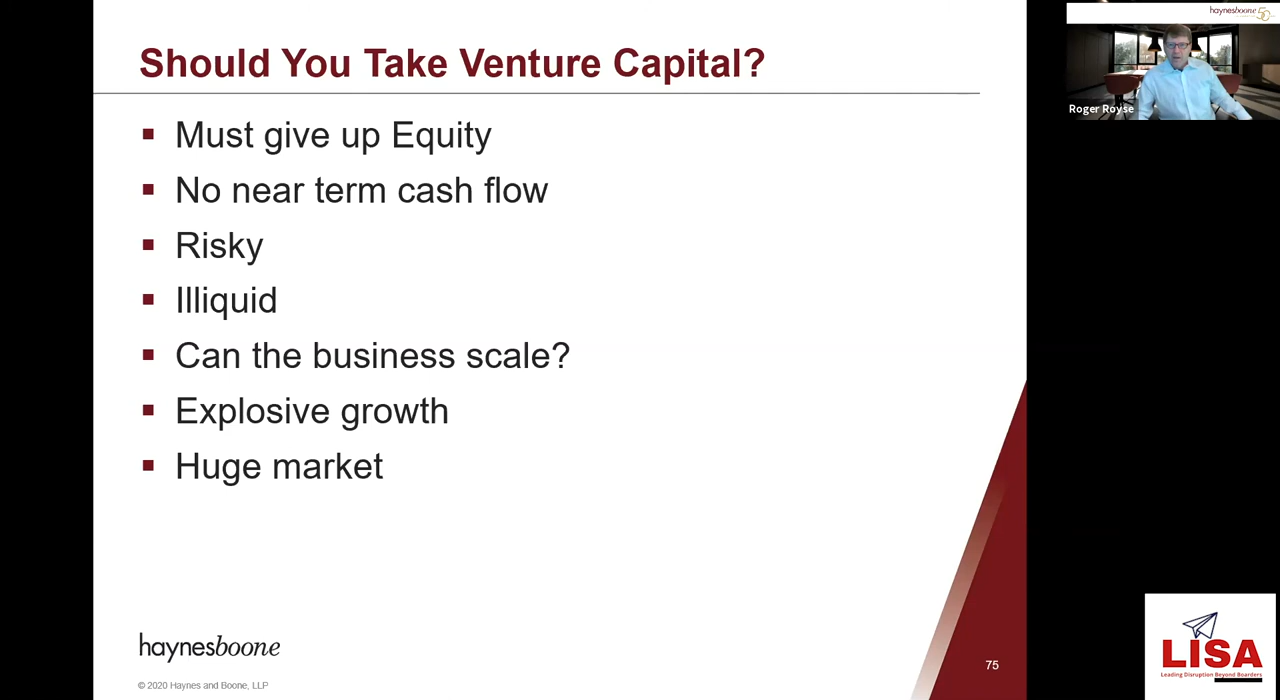 Should You Take Venture Capital?
Must give up Equity
No near term cash flow
Risky
Illiquid
Can the business scale?
Explosive growth
Huge market
haynesboone
© 2020 Haynes and Boone, LLP
75
haynesboone 50
Roger Royse
LISA
Leading Disruption Beyond Boarders